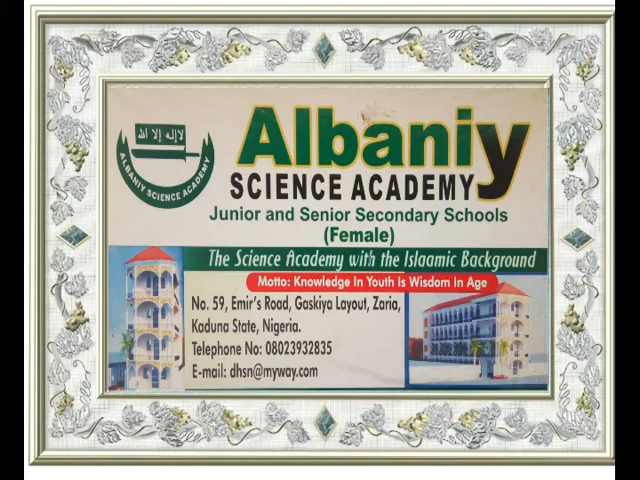 لا إله إلا الله
ALBANIY SCIENCE ACADEMY
Albaniy
SCIENCE ACADEMY
Junior and Senior Secondary Schools
(Female)
The Science Academy with the Islaamic Background
Motto: Knowledge In Youth Is Wisdom In Age
No. 59, Emir's Road, Gaskiya Layout, Zaria,
Kaduna State, Nigeria.
Telephone No: 08023932835
E-mail: dhsn@myway.com